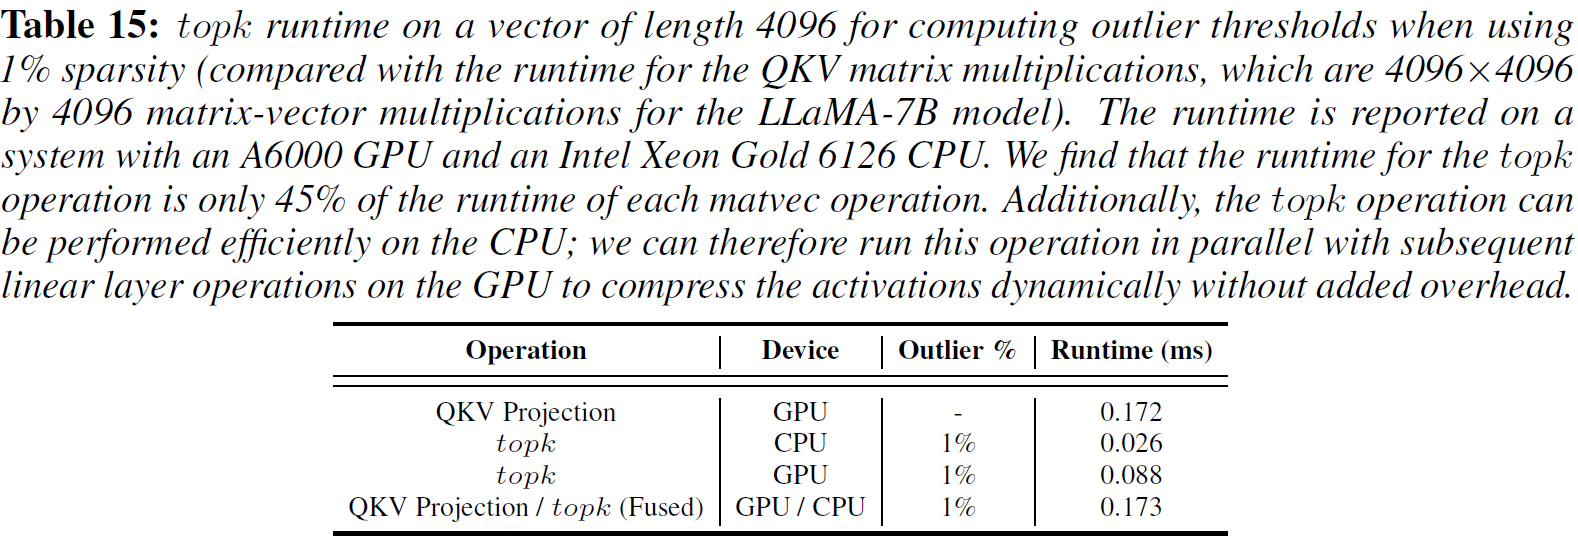 Table 15: topk runtime on a vector of length 4096 for computing outlier thresholds when using
1% sparsity (compared with the runtime for the QKV matrix multiplications, which are 4096×4096
by 4096 matrix-vector multiplications for the LLaMA-7B model). The runtime is reported on a
system with an A6000 GPU and an Intel Xeon Gold 6126 CPU. We find that the runtime for the topk
operation is only 45% of the runtime of each matvec operation. Additionally, the topk operation can
be performed efficiently on the CPU; we can therefore run this operation in parallel with subsequent
linear layer operations on the GPU to compress the activations dynamically without added overhead.
Operation Device Outlier % Runtime (ms)
QKV Projection GPU - 0.172
topk CPU 1% 0.026
topk GPU 1% 0.088
QKV Projection / topk (Fused) GPU / CPU 1% 0.173